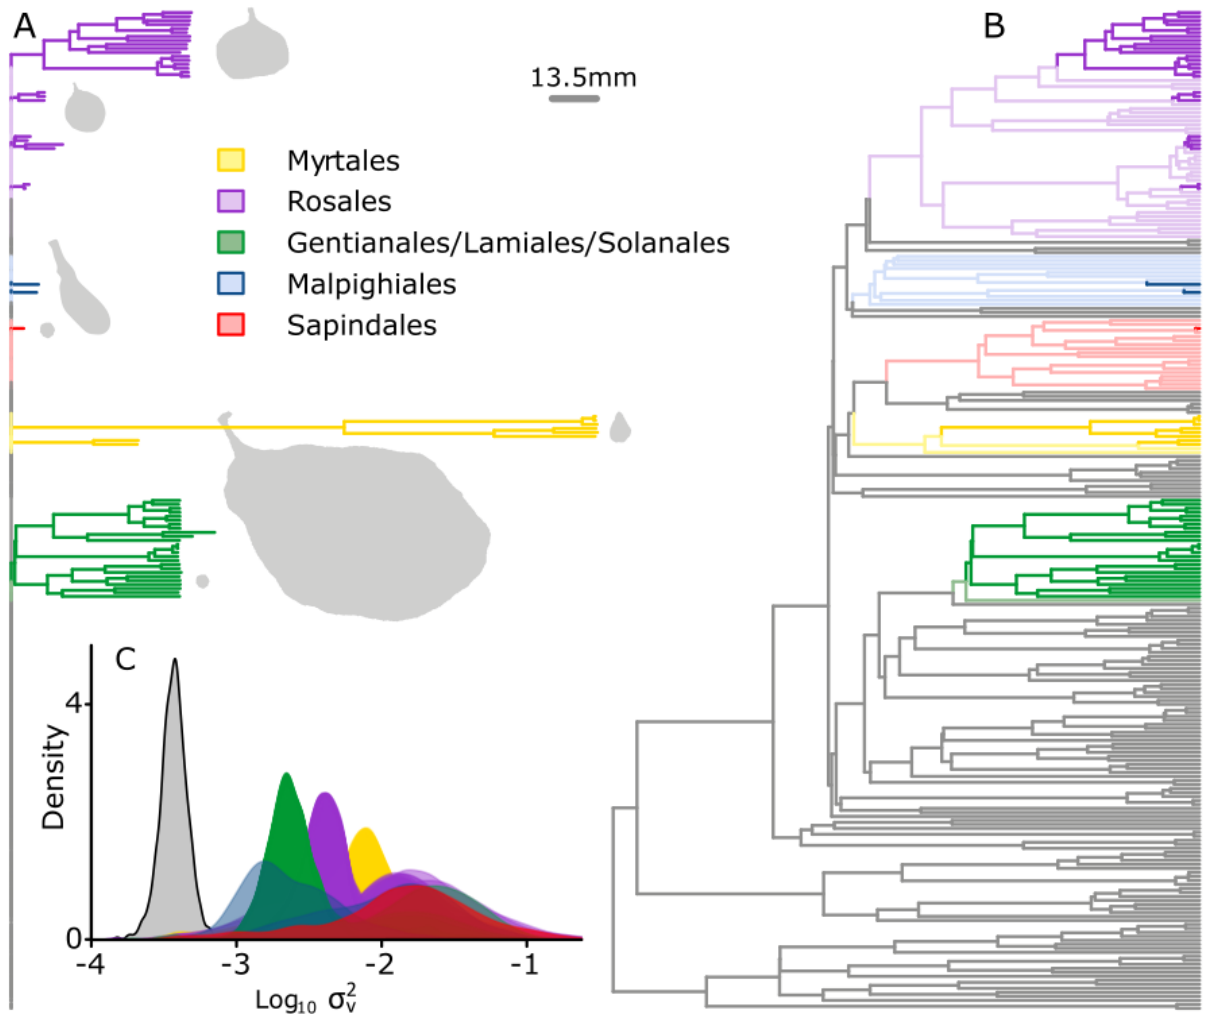 A
B
13.5mm
Myrtales
Rosales
Gentianales/Lamiales/Solanales
Malpighiales
Sapindales
C
4
0
Density
-4 -3 -2 -1
Log₁₀ σ²ᵥ